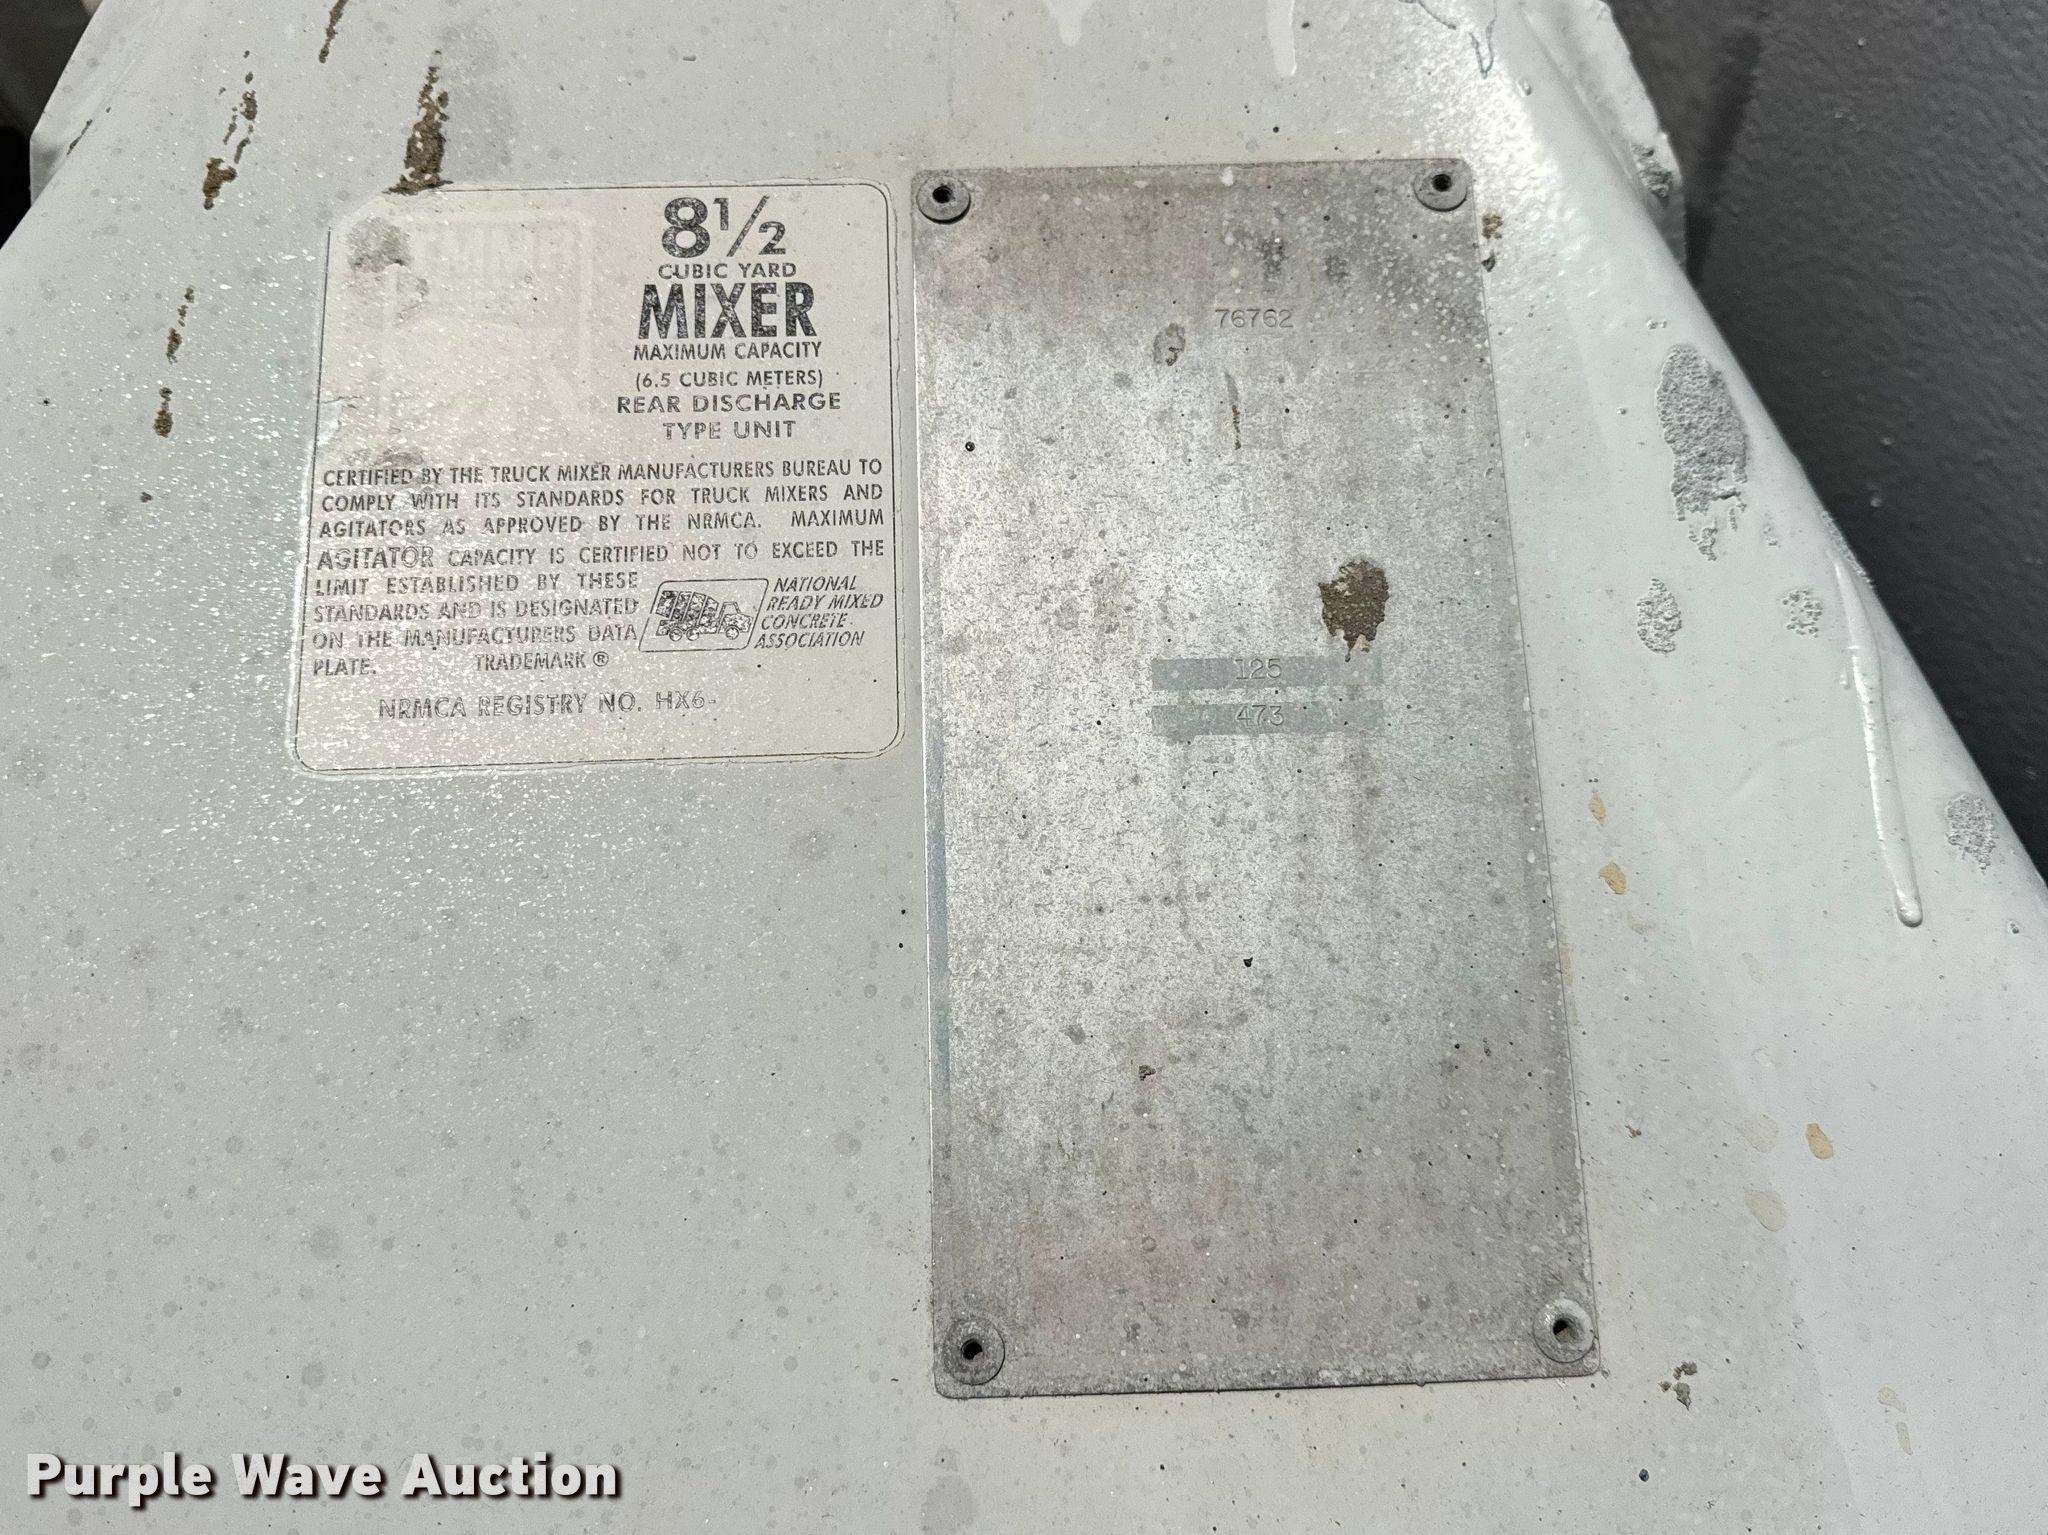 8 1/2
CUBIC YARD
MIXER
MAXIMUM CAPACITY
(6.5 CUBIC METERS)
REAR DISCHARGE
TYPE UNIT
CERTIFIED BY THE TRUCK MIXER MANUFACTURERS BUREAU TO
COMPLY WITH ITS STANDARDS FOR TRUCK MIXERS AND
AGITATORS AS APPROVED BY THE NRMCA. MAXIMUM
AGITATOR CAPACITY IS CERTIFIED NOT TO EXCEED THE
LIMIT ESTABLISHED BY THESE
STANDARDS AND IS DESIGNATED
ON THE MANUFACTURERS DATA
PLATE. TRADEMARK ®
NATIONAL
READY MIXED
CONCRETE
ASSOCIATION
NRMCA REGISTRY NO. HX6-
76762
125
473
Purple Wave Auction